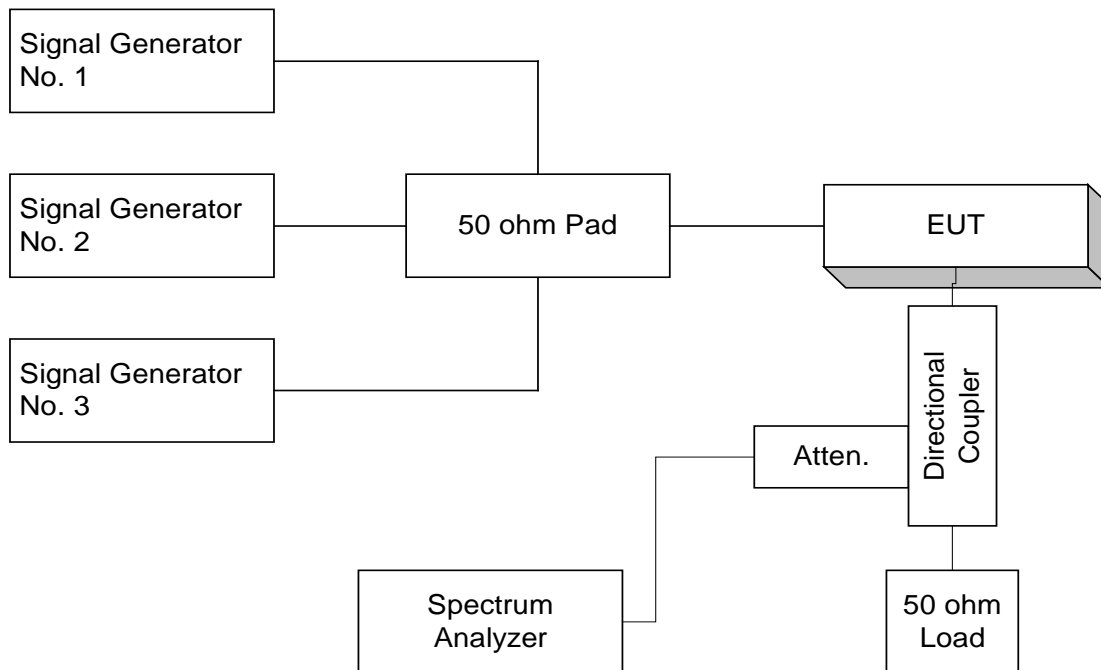 Signal Generator
No. 1
Signal Generator
No. 2
50 ohm Pad
EUT
Signal Generator
No. 3
Directional
Coupler
Atten.
Spectrum
Analyzer
50 ohm
Load